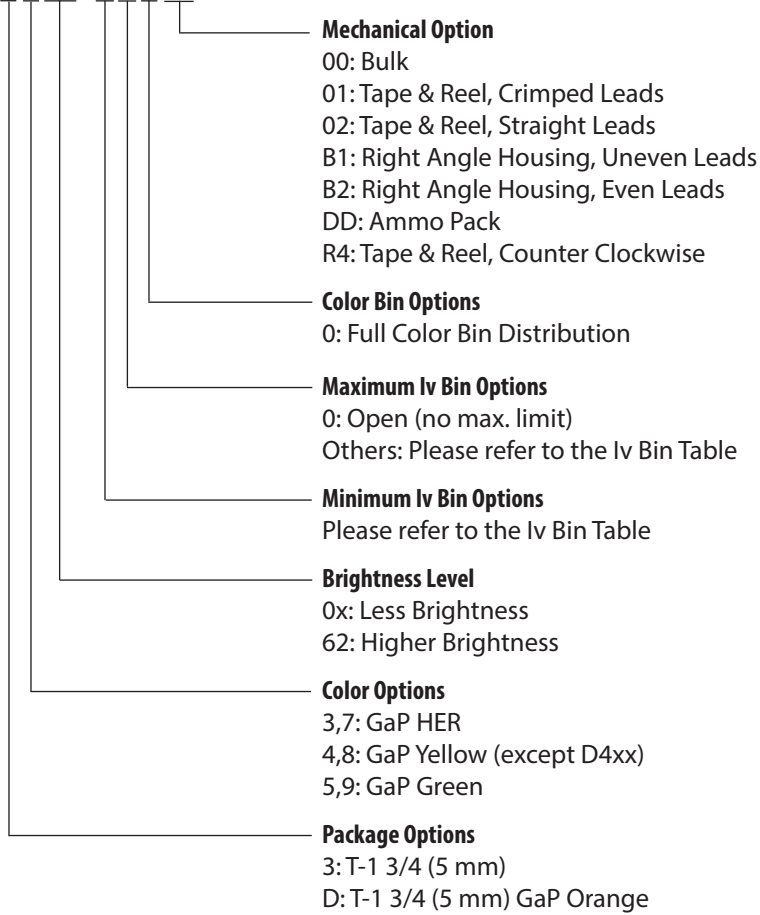 Mechanical Option
00: Bulk
01: Tape & Reel, Crimped Leads
02: Tape & Reel, Straight Leads
B1: Right Angle Housing, Uneven Leads
B2: Right Angle Housing, Even Leads
DD: Ammo Pack
R4: Tape & Reel, Counter Clockwise
Color Bin Options
0: Full Color Bin Distribution
Maximum Iv Bin Options
0: Open (no max. limit)
Others: Please refer to the Iv Bin Table
Minimum Iv Bin Options
Please refer to the Iv Bin Table
Brightness Level
0x: Less Brightness
62: Higher Brightness
Color Options
3,7: GaP HER
4,8: GaP Yellow (except D4xx)
5,9: GaP Green
Package Options
3: T-1 3/4 (5 mm)
D: T-1 3/4 (5 mm) GaP Orange